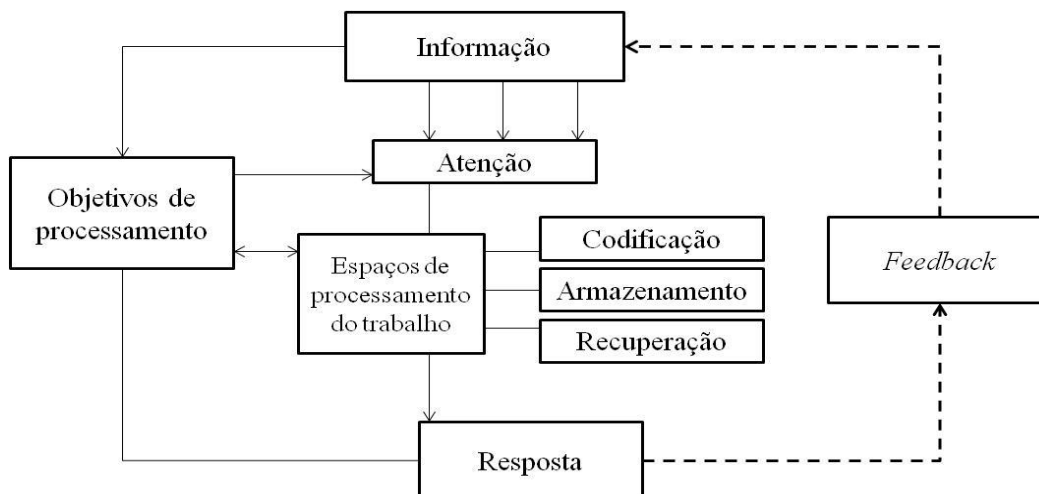 Informação
Atenção
Objetivos de
processamento
Espaços de
processamento
do trabalho
Codificação
Armazenamento
Recuperação
Feedback
Resposta